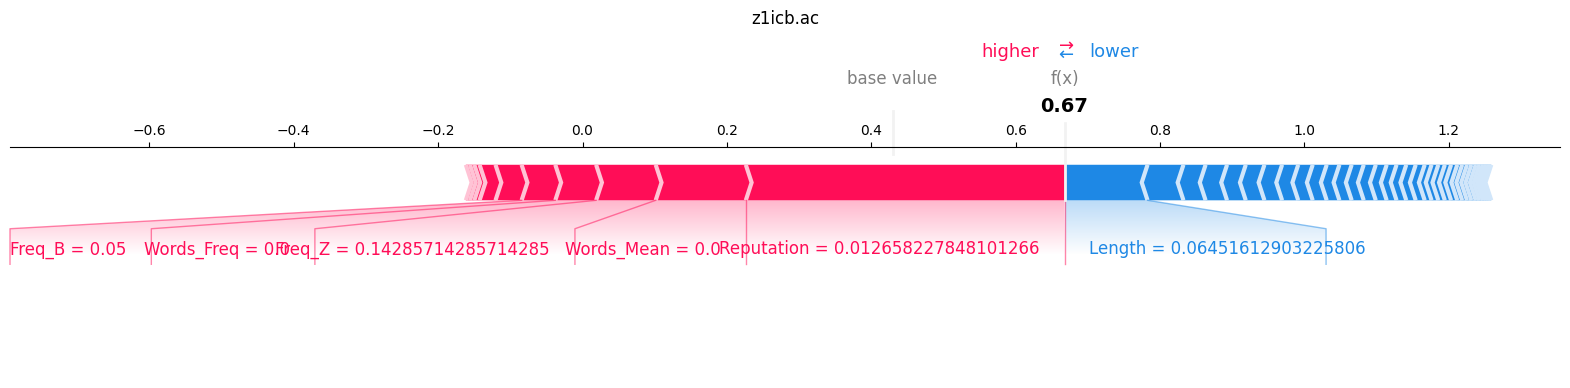 z1icb.ac
higher ⇄ lower
base value f(x)
0.67
−0.6 −0.4 −0.2 0.0 0.2 0.4 0.6 0.8 1.0 1.2
Freq_B = 0.05 Words_Freq = 0.0 Freq_Z = 0.14285714285714285 Words_Mean = 0.0 Reputation = 0.012658227848101266 Length = 0.06451612903225806